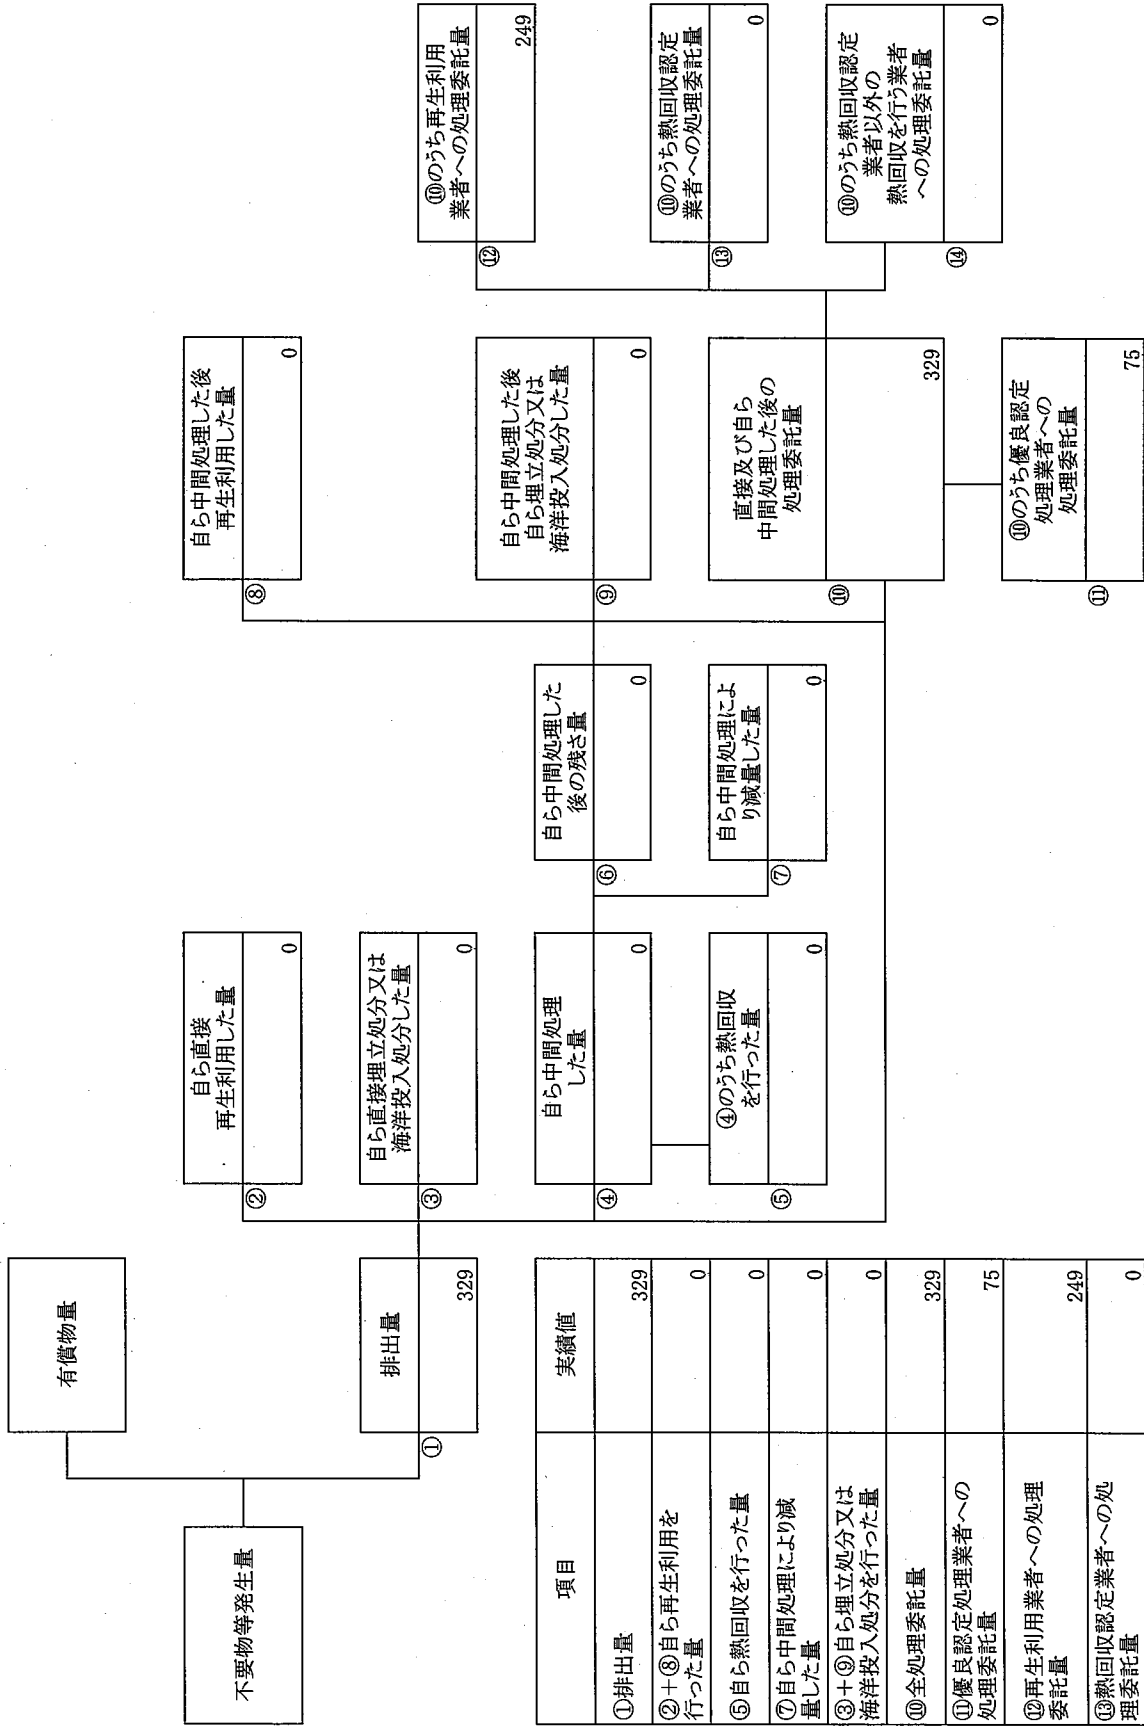 不要物等発生量
有償物量
排出量
①
329
自ら直接
再生利用した量
②
0
自ら直接埋立処分又は
海洋投入処分した量
③
0
自ら中間処理
した量
④
0
④のうち熱回収
を行った量
⑤
0
自ら中間処理した
後の残さ量
⑥
0
自ら中間処理によ
り減量した量
⑦
0
自ら中間処理した後
再生利用した量
⑧
0
自ら中間処理した後
自ら埋立処分又は
海洋投入処分した量
⑨
0
直接及び自ら
中間処理した後の
処理委託量
⑩
329
⑩のうち優良認定
処理業者への
処理委託量
⑪
75
⑩のうち再生利用
業者への処理委託量
⑫
249
⑩のうち熱回収認定
業者への処理委託量
⑬
0
⑩のうち熱回収認定
業者以外の
熱回収を行う業者
への処理委託量
⑭
0
項目 実績値
①排出量 329
②+⑧自ら再生利用を
行った量 0
⑤自ら熱回収を行った量 0
⑦自ら中間処理により減
量した量 0
③+⑨自ら埋立処分又は
海洋投入処分を行った量 0
⑩全処理委託量 329
⑪優良認定処理業者への
処理委託量 75
⑫再生利用業者への処理
委託量 249
⑬熱回収認定業者への処
理委託量 0